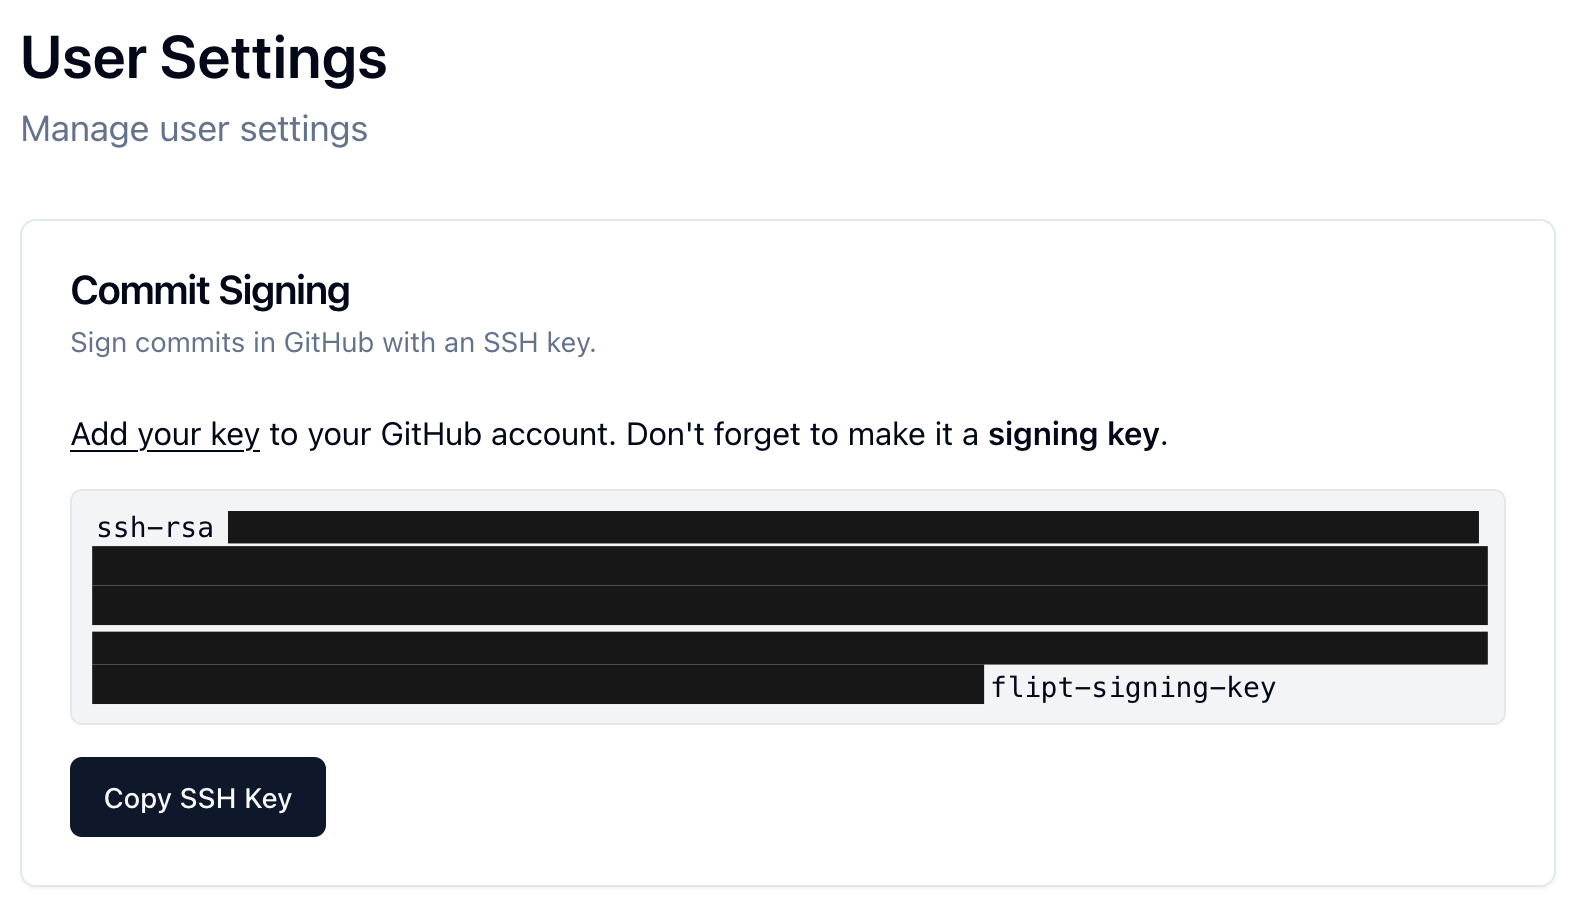 User Settings
Manage user settings
Commit Signing
Sign commits in GitHub with an SSH key.
Add your key to your GitHub account. Don't forget to make it a signing key.
ssh-rsa
flipt-signing-key
Copy SSH Key